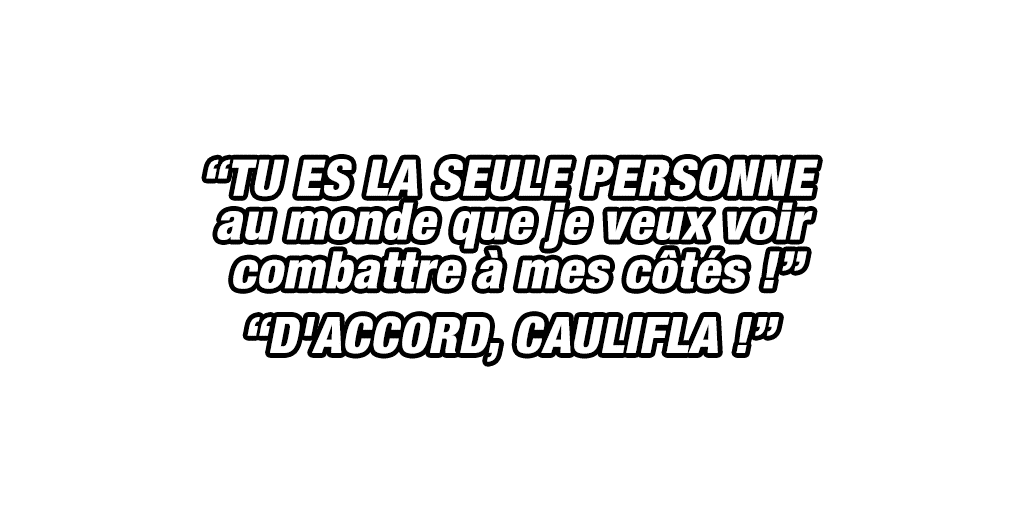 “TU ES LA SEULE PERSONNE
au monde que je veux voir
combattre à mes côtés !”
“D'ACCORD, CAULIFLA !”